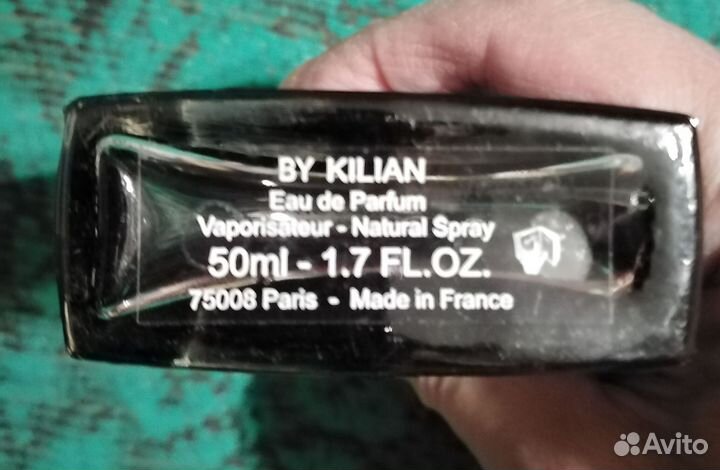 BY KILIAN
Eau de Parfum
Vaporisateur - Natural Spray
50ml - 1.7 FL.OZ.
75008 Paris - Made in France
Avito